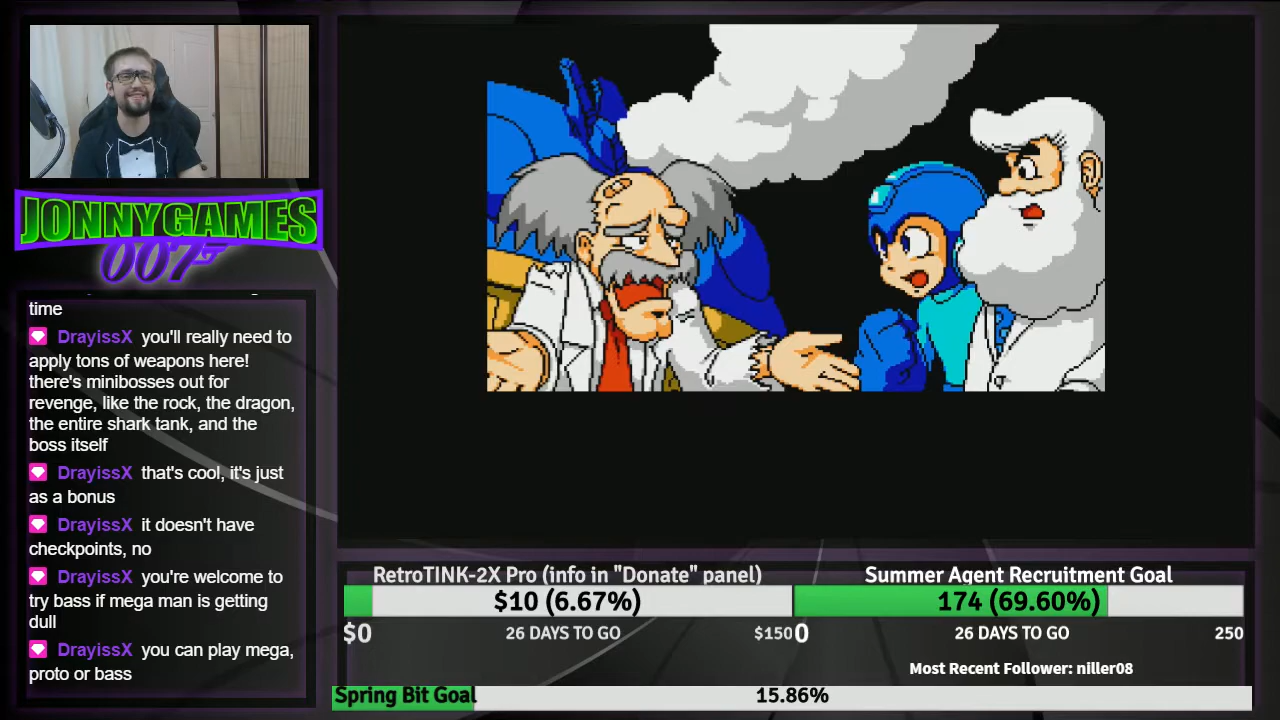 JONNYGAMES
007
time
DrayissX you'll really need to
apply tons of weapons here!
there's minibosses out for
revenge, like the rock, the dragon,
the entire shark tank, and the
boss itself
DrayissX that's cool, it's just
as a bonus
DrayissX it doesn't have
checkpoints, no
DrayissX you're welcome to
try bass if mega man is getting
dull
DrayissX you can play mega,
proto or bass
RetroTINK-2X Pro (info in "Donate" panel)
$10 (6.67%)
$0 26 DAYS TO GO $150
Summer Agent Recruitment Goal
174 (69.60%)
0 26 DAYS TO GO 250
Most Recent Follower: niller08
Spring Bit Goal 15.86%